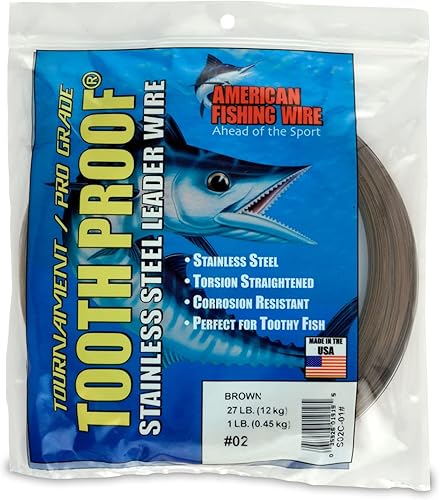 TOURNAMENT / PRO GRADE
TOOTH PROOF®
STAINLESS STEEL LEADER WIRE
AMERICAN
FISHING WIRE
Ahead of the Sport
• STAINLESS STEEL
• TORSION STRAIGHTENED
• CORROSION RESISTANT
• PERFECT FOR TOOTHY FISH
MADE IN THE
USA
BROWN
27 LB. (12 kg)
1 LB. (0.45 kg)
#02
S02C-01#